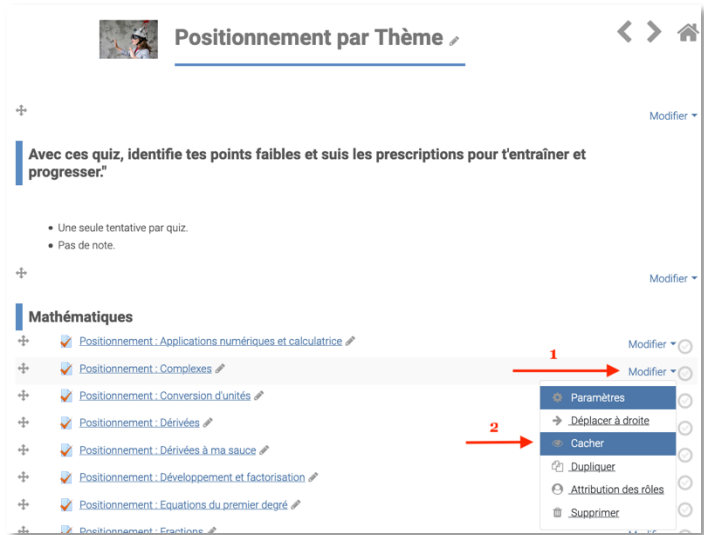 Positionnement par Thème
Modifier
Avec ces quiz, identifie tes points faibles et suis les prescriptions pour t'entraîner et
progresser."
Une seule tentative par quiz.
Pas de note.
Modifier
Mathématiques
Positionnement : Applications numériques et calculatrice Modifier
1
Positionnement : Complexes Modifier
Positionnement : Conversion d'unités Paramètres
Positionnement : Dérivées Déplacer à droite
2
Positionnement : Dérivées à ma sauce Cacher
Positionnement : Développement et factorisation Dupliquer
Positionnement : Equations du premier degré Attribution des rôles
Supprimer
Positionnement : Fractions